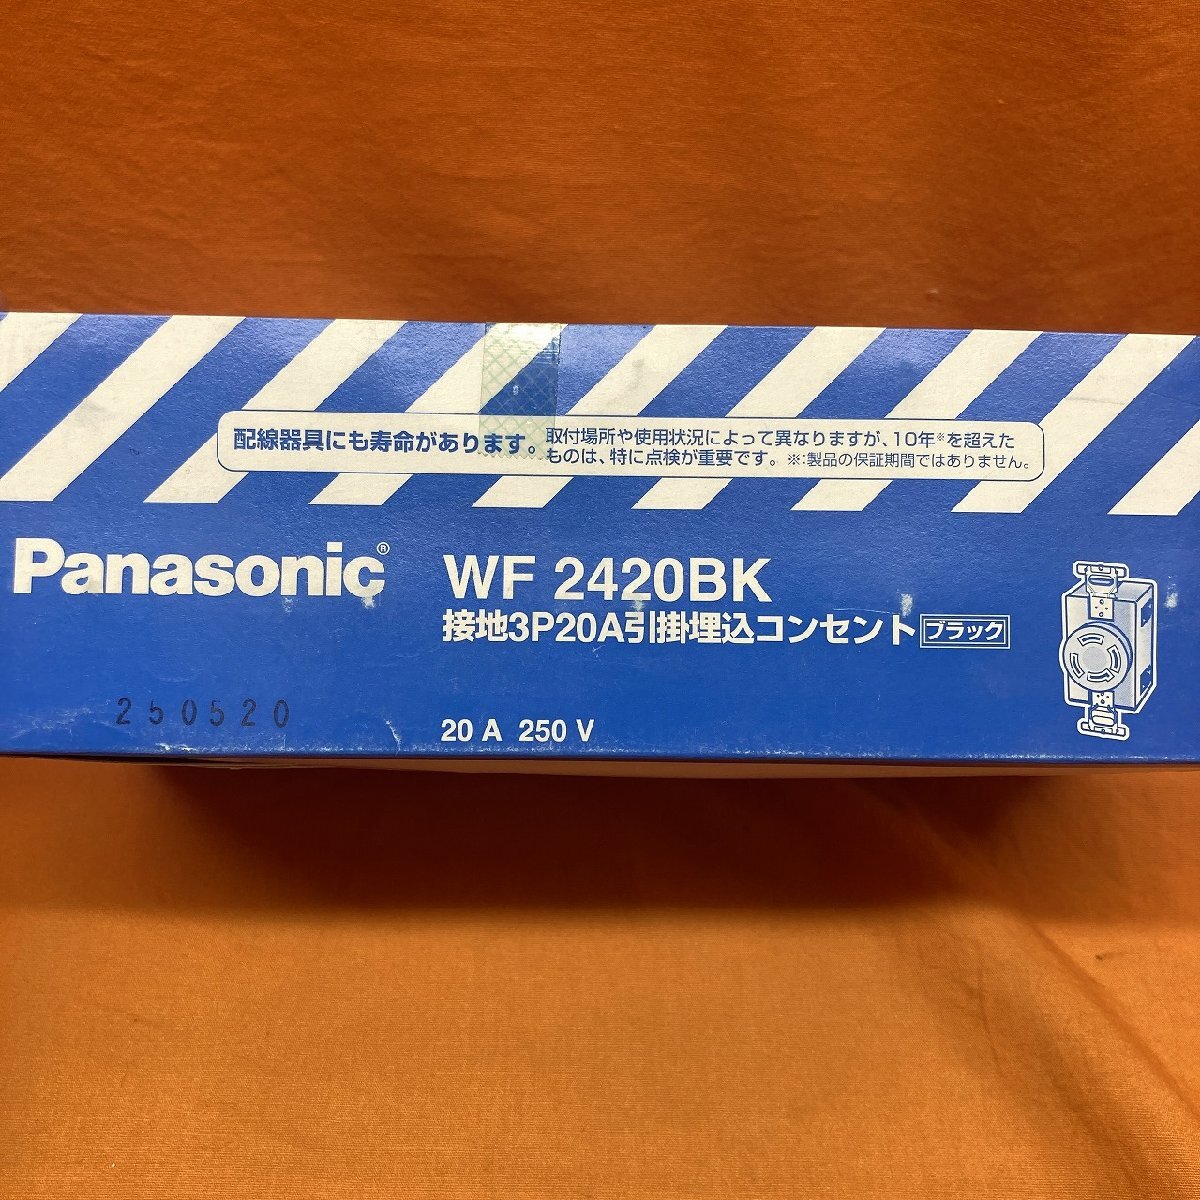 配線器具にも寿命があります。
取付場所や使用状況によって異なりますが、10年※を超えた
ものは、特に点検が重要です。※:製品の保証期間ではありません。
Panasonic®
WF 2420BK
接地3P20A引掛埋込コンセント ブラック
250520
20 A 250 V